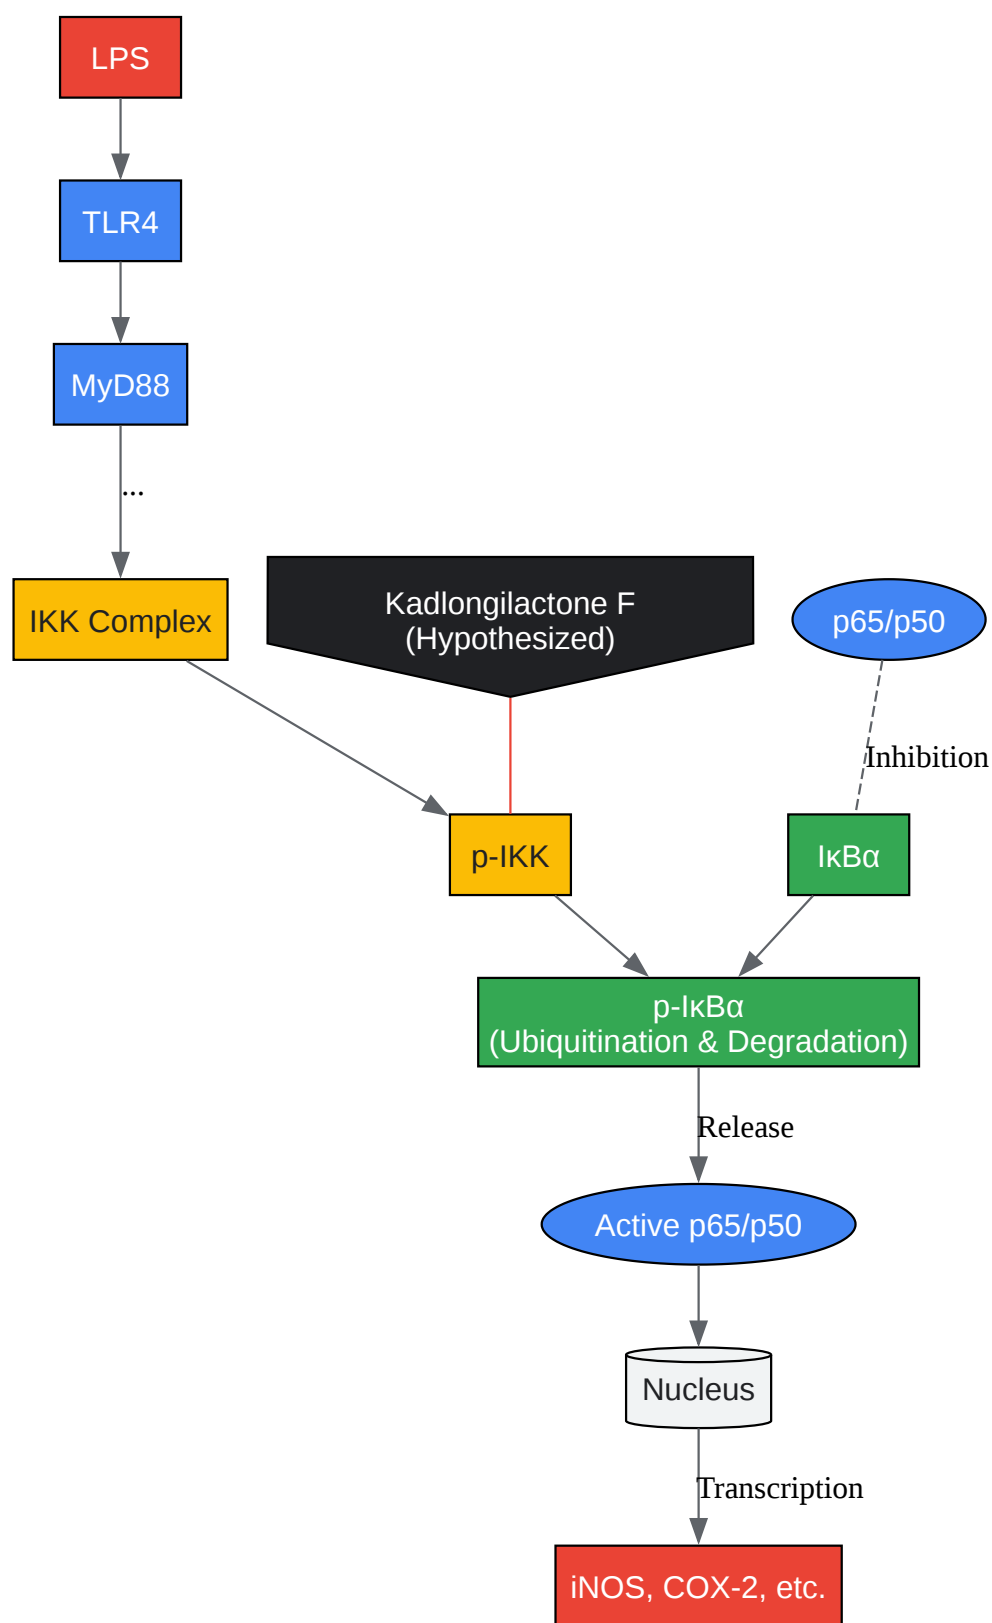 LPS
TLR4
MyD88
...
IKK Complex
Kadlongilactone F
(Hypothesized)
p65/p50
Inhibition
p-IKK
IκBα
p-IκBα
(Ubiquitination & Degradation)
Release
Active p65/p50
Nucleus
Transcription
iNOS, COX-2, etc.